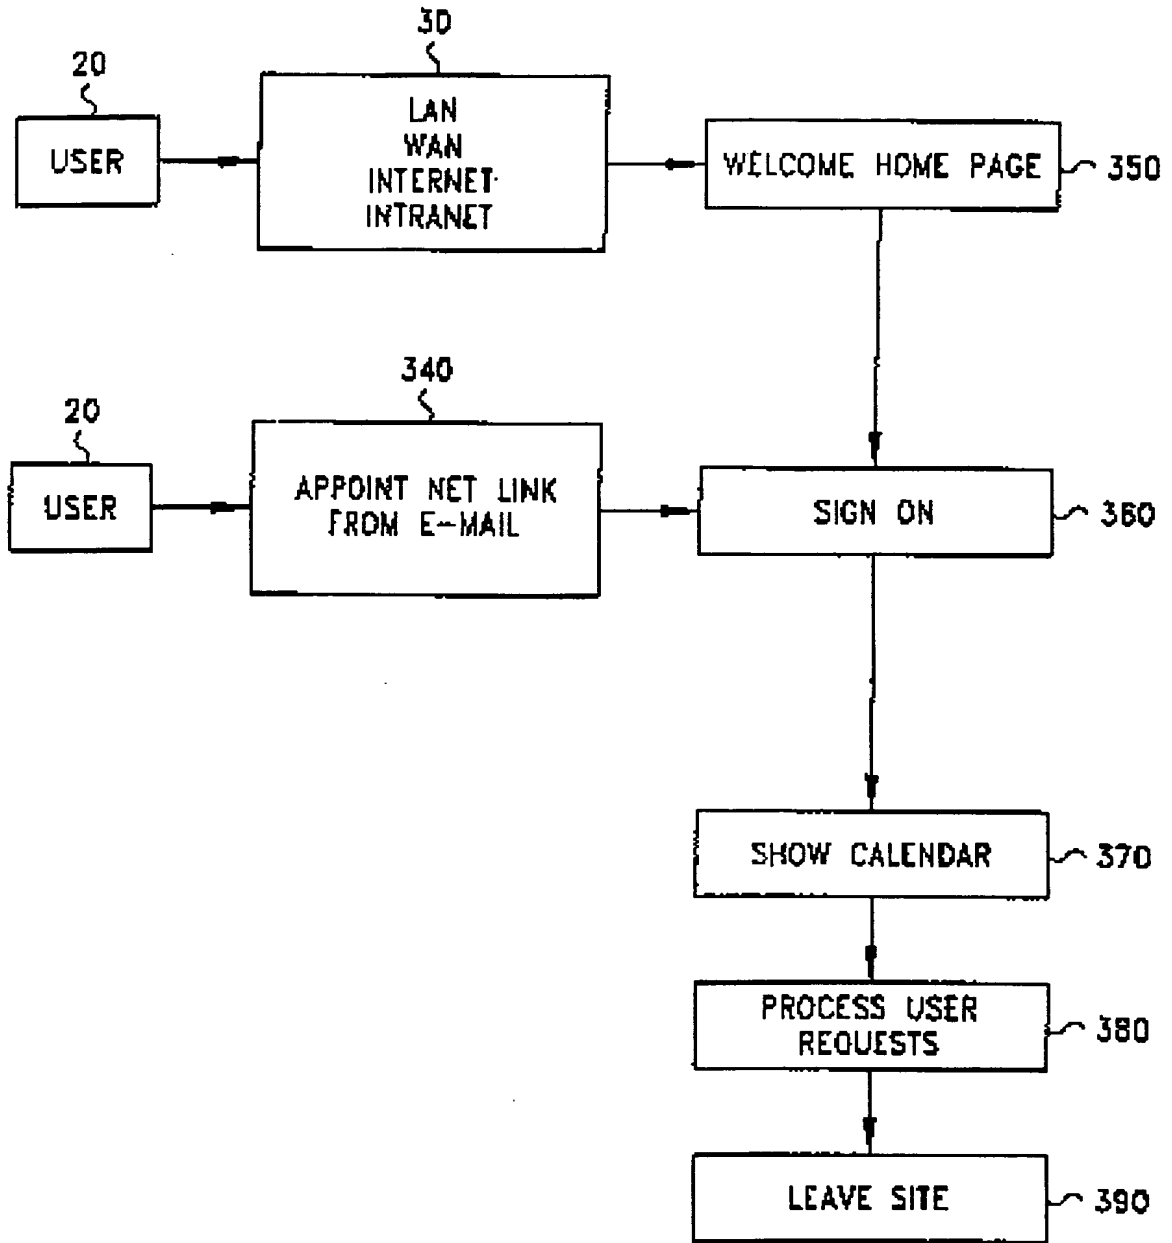 30
20
LAN
WAN
INTERNET
INTRANET
USER
WELCOME HOME PAGE
350
340
20
APPOINT NET LINK
FROM E-MAIL
USER
SIGN ON
360
SHOW CALENDAR
370
PROCESS USER
REQUESTS
380
LEAVE SITE
390